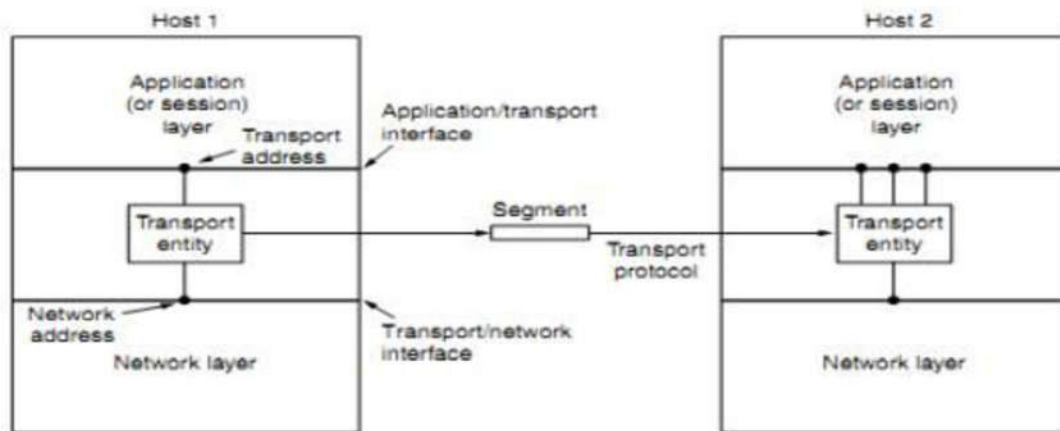 Host 1
Host 2
Application
(or session)
layer
Transport
address
Application/transport
interface
Application
(or session)
layer
Transport
entity
Segment
Transport
protocol
Transport
entity
Network
address
Transport/network
interface
Network layer
Network layer